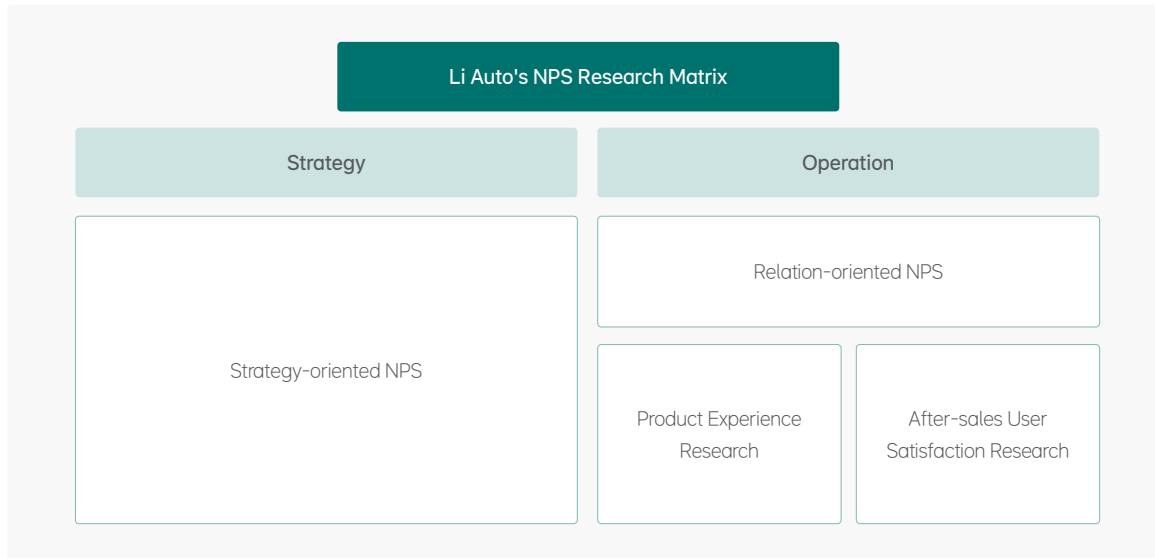 Li Auto's NPS Research Matrix
Strategy
Operation
Strategy-oriented NPS
Relation-oriented NPS
Product Experience
Research
After-sales User
Satisfaction Research